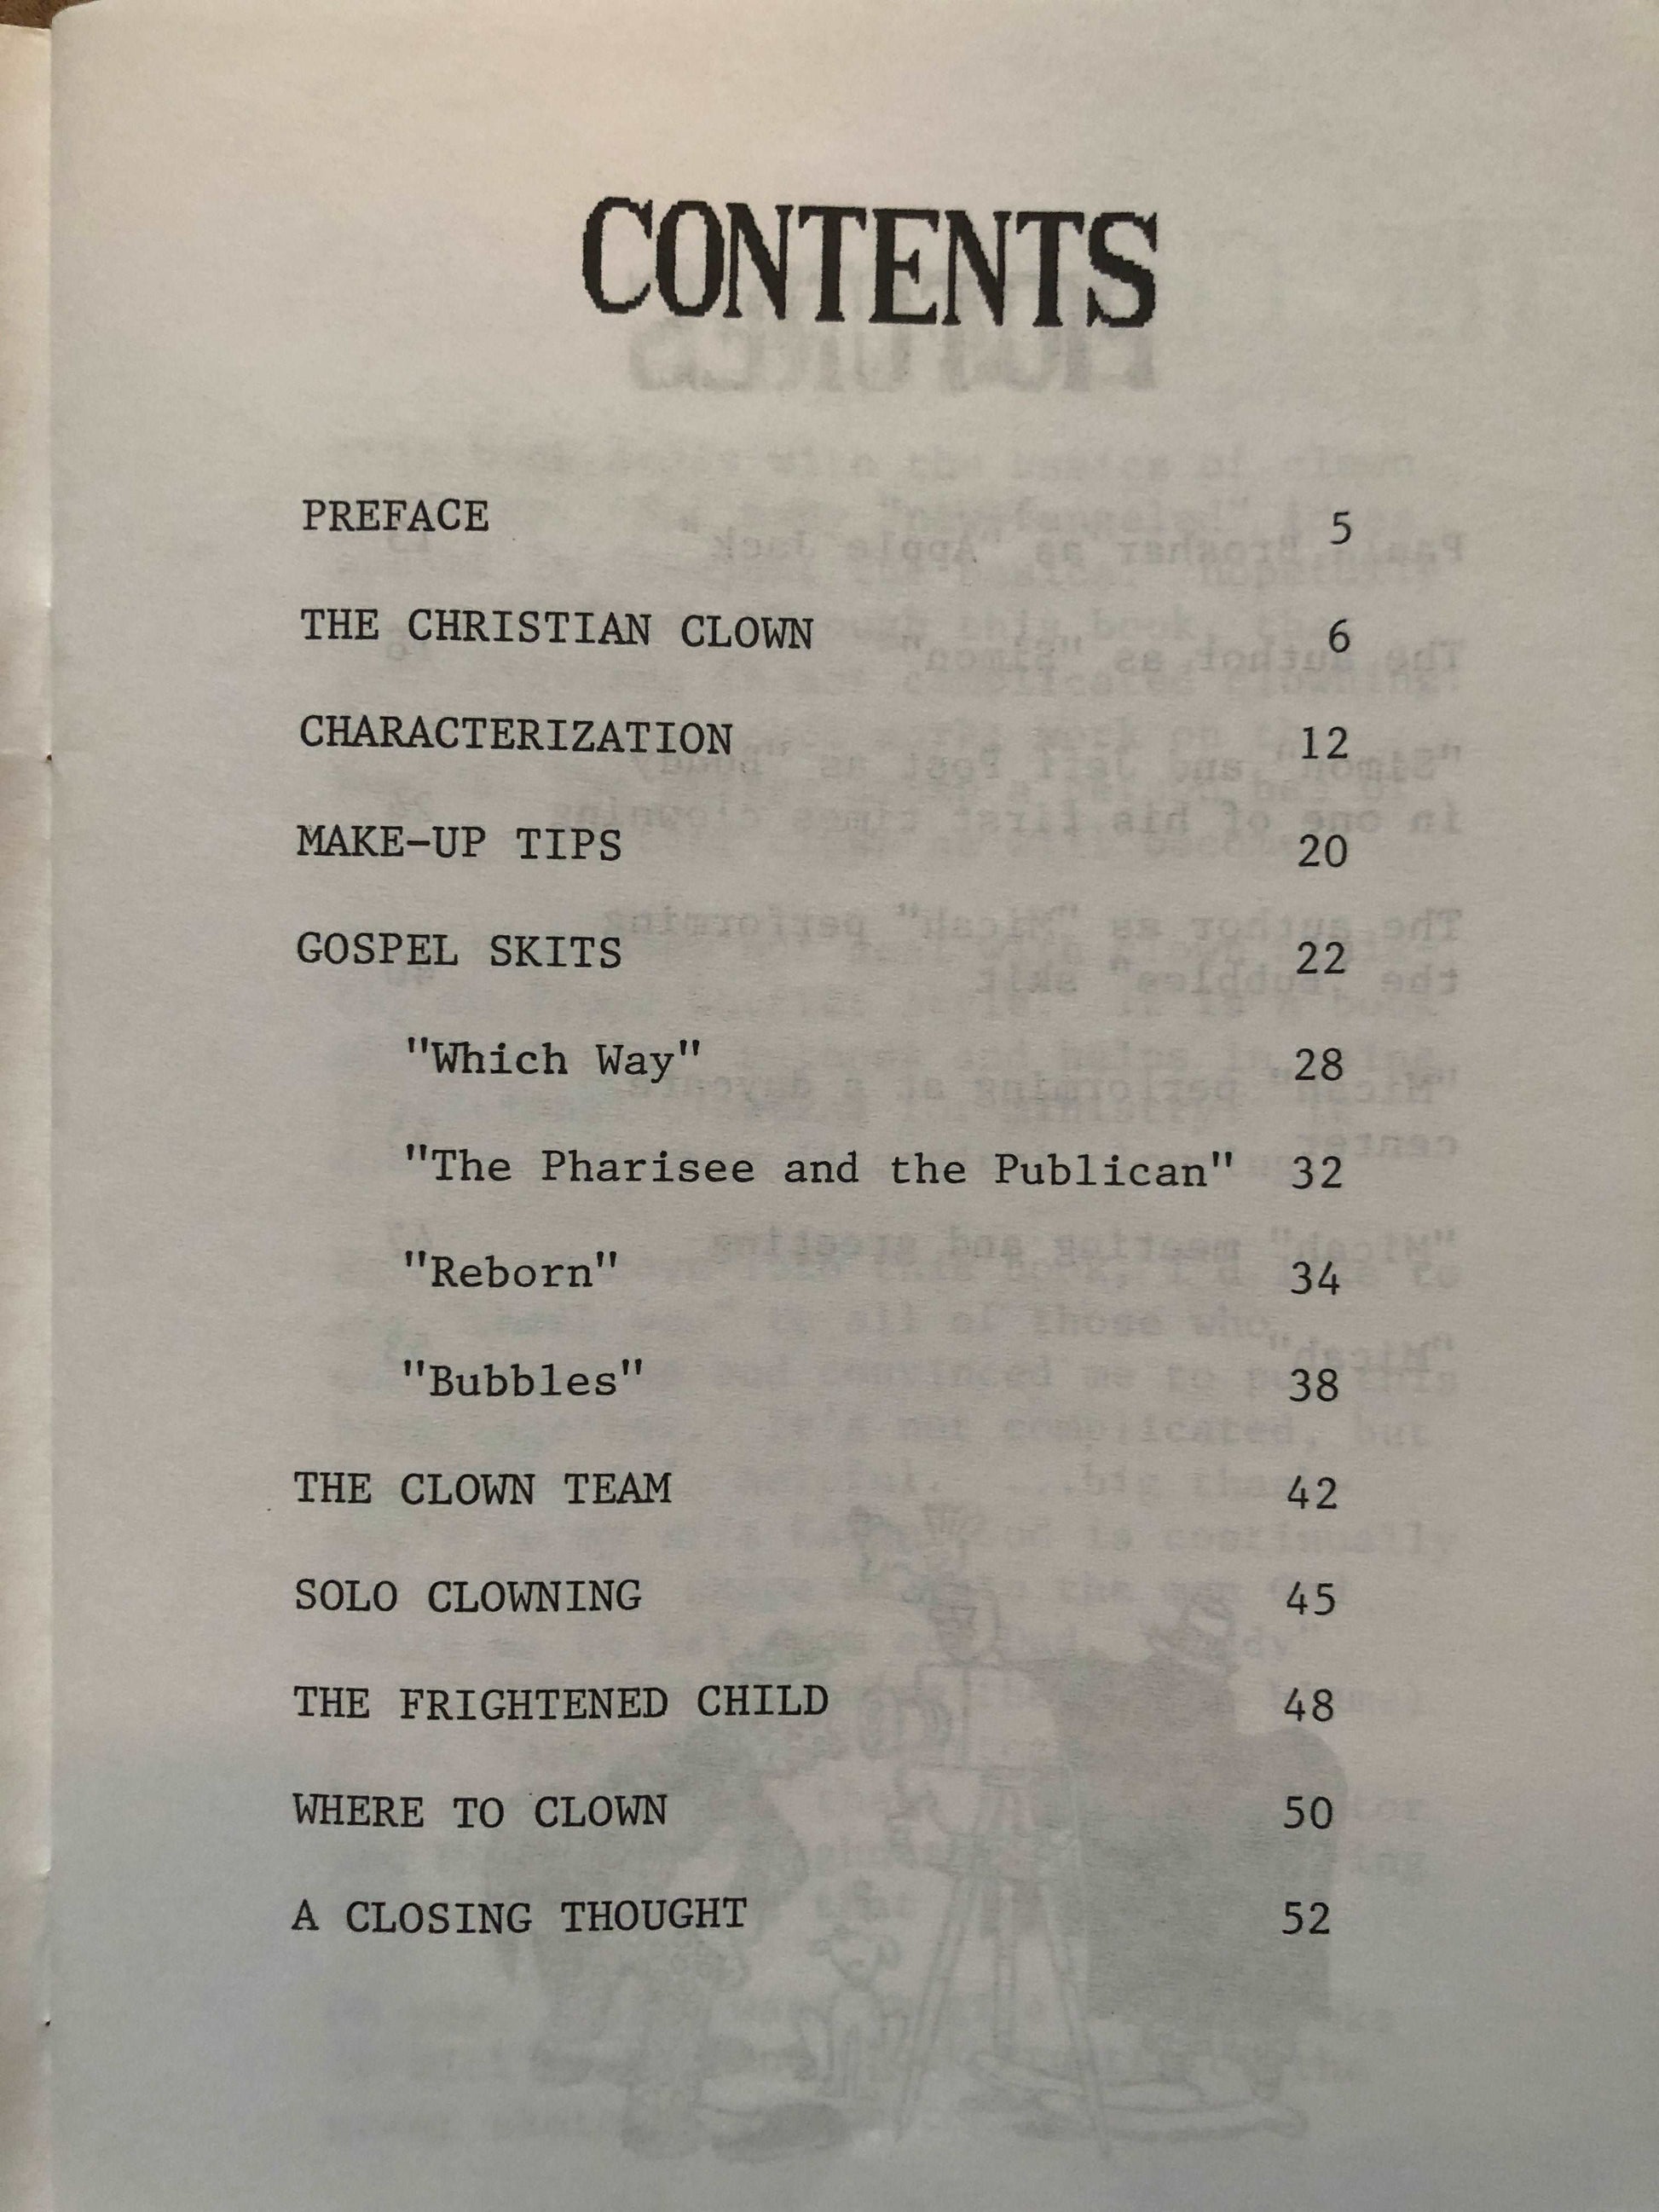 CONTENTS
PREFACE 5
THE CHRISTIAN CLOWN 6
CHARACTERIZATION 12
MAKE-UP TIPS 20
GOSPEL SKITS 22
"Which Way" 28
"The Pharisee and the Publican" 32
"Reborn" 34
"Bubbles" 38
THE CLOWN TEAM 42
SOLO CLOWNING 45
THE FRIGHTENED CHILD 48
WHERE TO CLOWN 50
A CLOSING THOUGHT 52